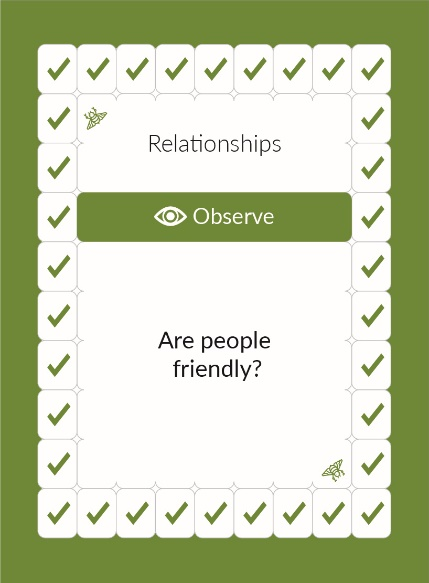 Relationships
Observe
Are people
friendly?